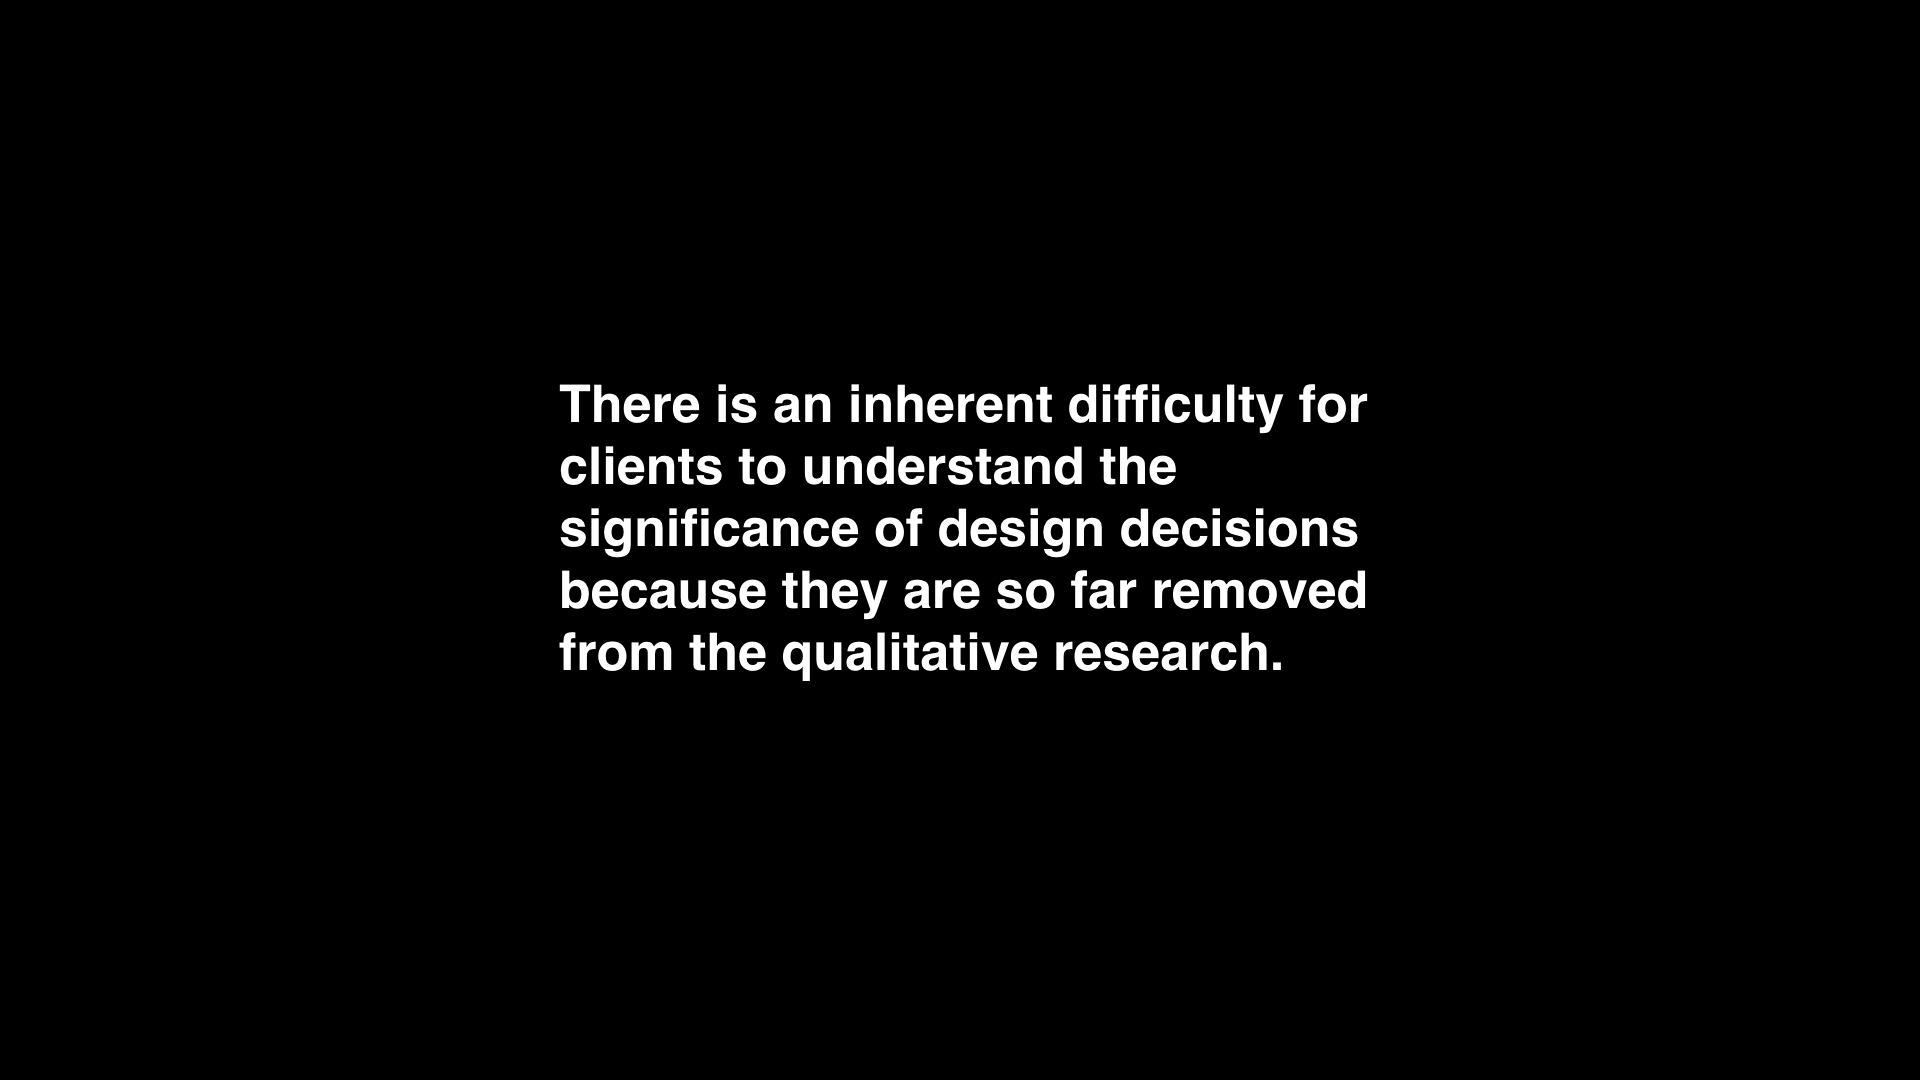 There is an inherent difficulty for
clients to understand the
significance of design decisions
because they are so far removed
from the qualitative research.